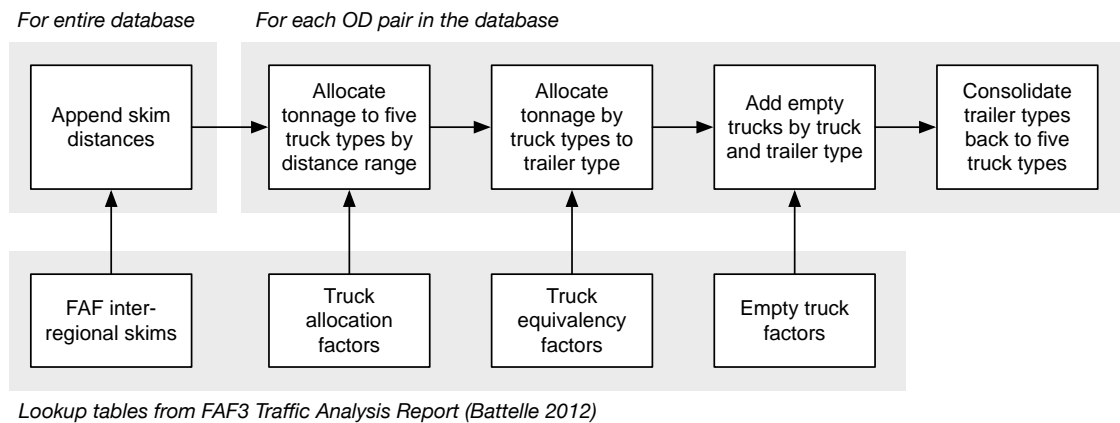 For entire database
For each OD pair in the database
Append skim
distances
Allocate
tonnage to five
truck types by
distance range
Allocate
tonnage by
truck types to
trailer type
Add empty
trucks by truck
and trailer type
Consolidate
trailer types
back to five
truck types
FAF inter-
regional skims
Truck
allocation
factors
Truck
equivalency
factors
Empty truck
factors
Lookup tables from FAF3 Traffic Analysis Report (Battelle 2012)